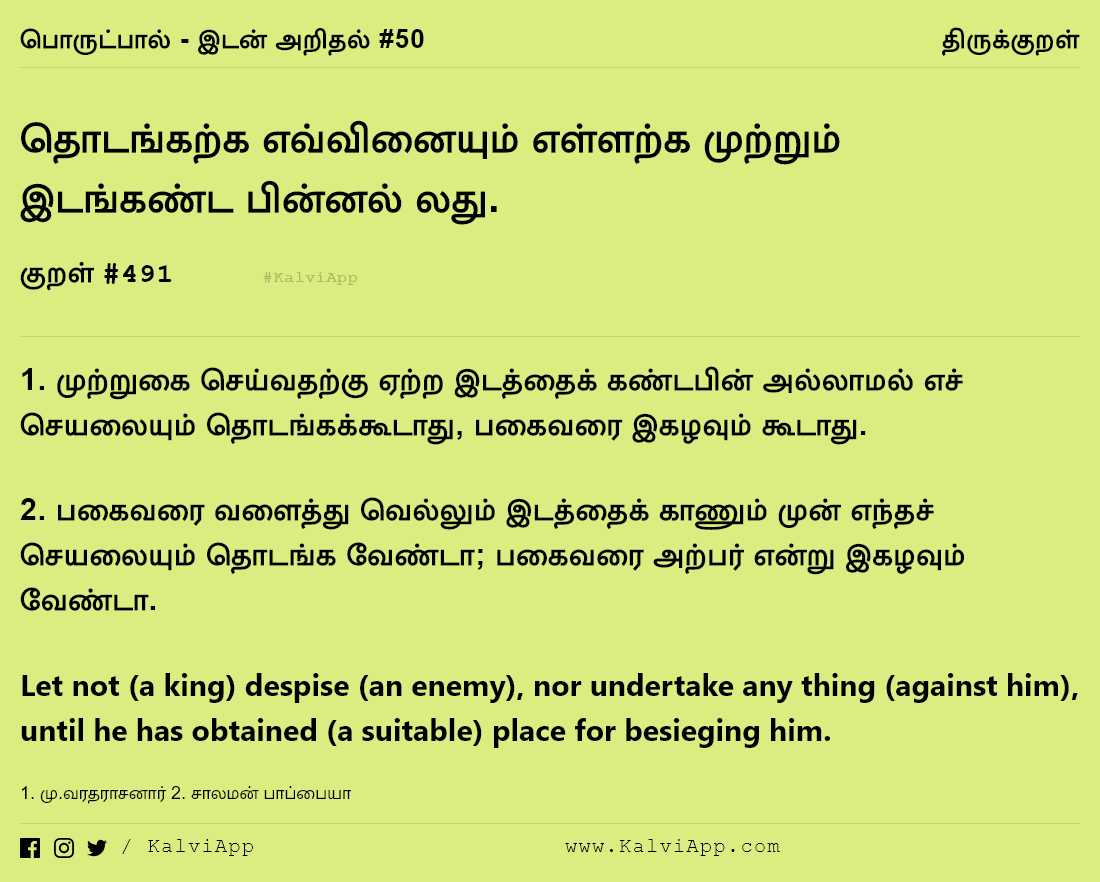 பொருட்பால் - இடன் அறிதல் #50 திருக்குறள்
தொடங்கற்க எவ்வினையும் எள்ளற்க முற்றும்
இடங்கண்ட பின்னல் லது.
குறள் #491 #KalviApp
1. முற்றுகை செய்வதற்கு ஏற்ற இடத்தைக் கண்டபின் அல்லாமல் எச்
செயலையும் தொடங்கக்கூடாது, பகைவரை இகழவும் கூடாது.
2. பகைவரை வளைத்து வெல்லும் இடத்தைக் காணும் முன் எந்தச்
செயலையும் தொடங்க வேண்டா; பகைவரை அற்பர் என்று இகழவும்
வேண்டா.
Let not (a king) despise (an enemy), nor undertake any thing (against him),
until he has obtained (a suitable) place for besieging him.
1. மு.வரதராசனார் 2. சாலமன் பாப்பையா
/ KalviApp www.KalviApp.com